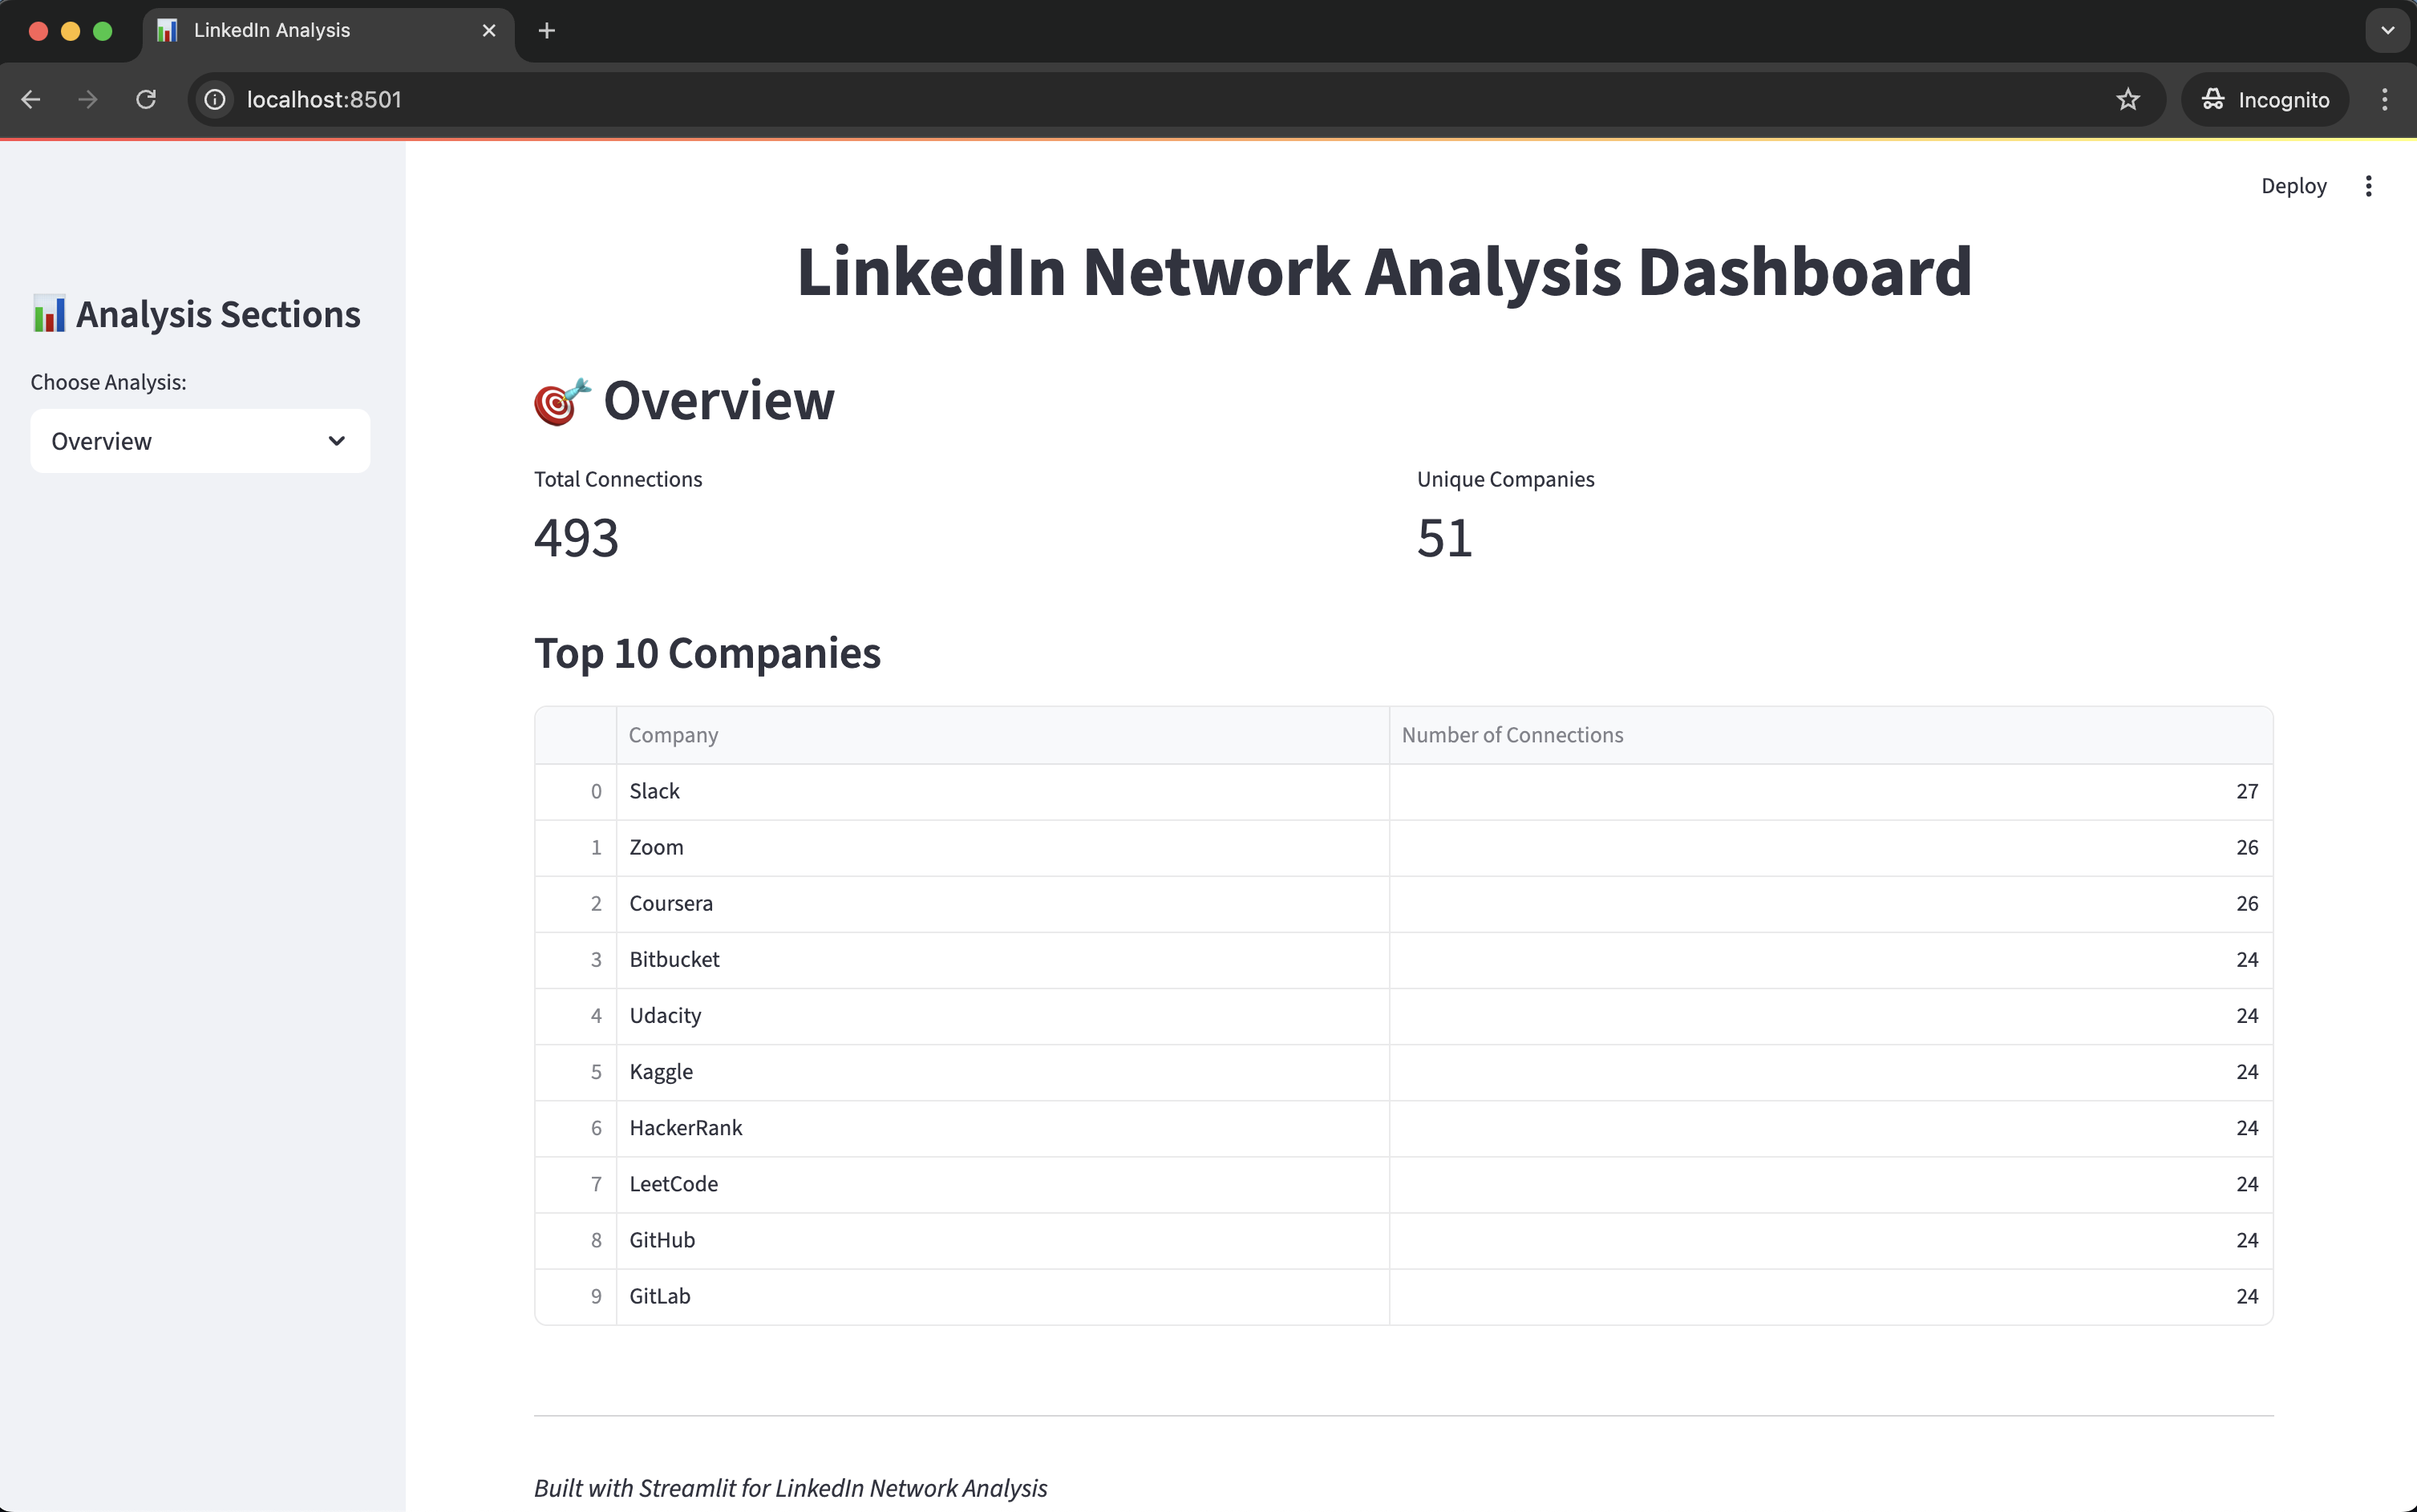 LinkedIn Analysis
localhost:8501
Incognito
Deploy
LinkedIn Network Analysis Dashboard
Analysis Sections
Choose Analysis:
Overview
Overview
Total Connections
Unique Companies
493
51
Top 10 Companies
Company Number of Connections
0 Slack 27
1 Zoom 26
2 Coursera 26
3 Bitbucket 24
4 Udacity 24
5 Kaggle 24
6 HackerRank 24
7 LeetCode 24
8 GitHub 24
9 GitLab 24
Built with Streamlit for LinkedIn Network Analysis